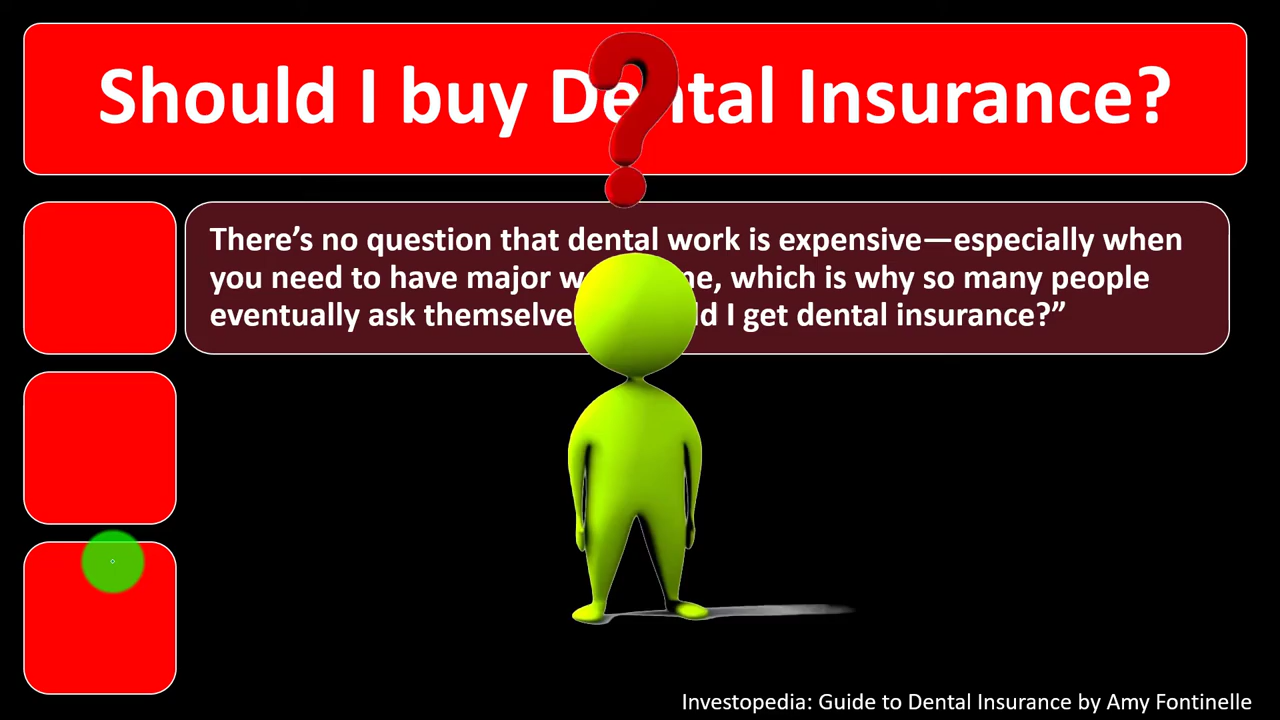 Should I buy Dental Insurance?
?
There's no question that dental work is expensive—especially when
you need to have major w ne, which is why so many people
eventually ask themselve ld I get dental insurance?”
Investopedia: Guide to Dental Insurance by Amy Fontinelle